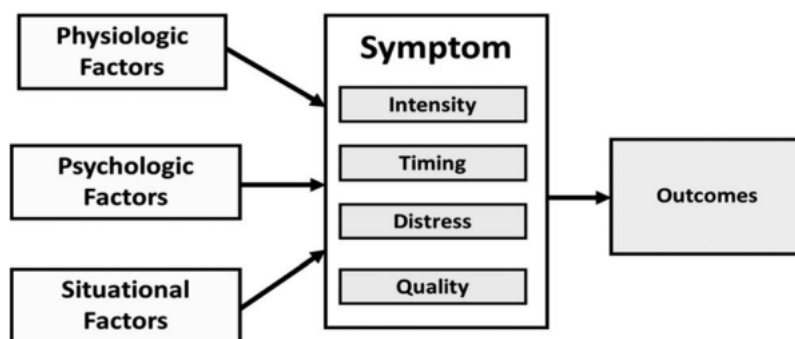 Physiologic
Factors
Psychologic
Factors
Situational
Factors
Symptom
Intensity
Timing
Distress
Quality
Outcomes